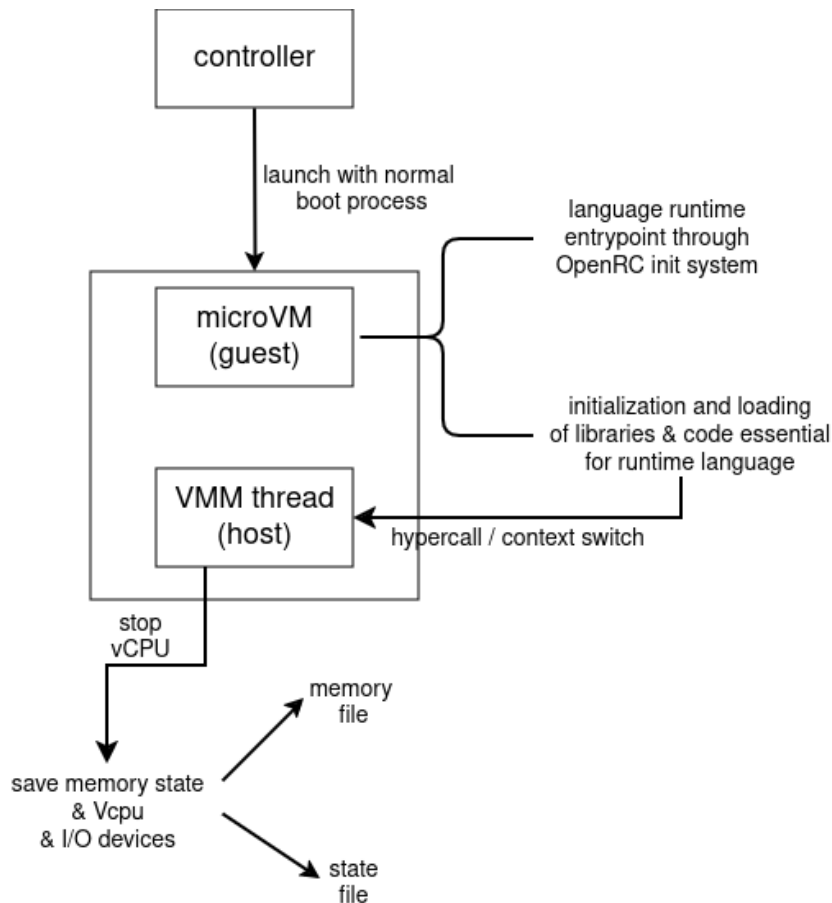 controller
launch with normal
boot process
language runtime
entrypoint through
OpenRC init system
microVM
(guest)
initialization and loading
of libraries & code essential
for runtime language
VMM thread
(host)
hypercall / context switch
stop
vCPU
memory
file
save memory state
& Vcpu
& I/O devices
state
file